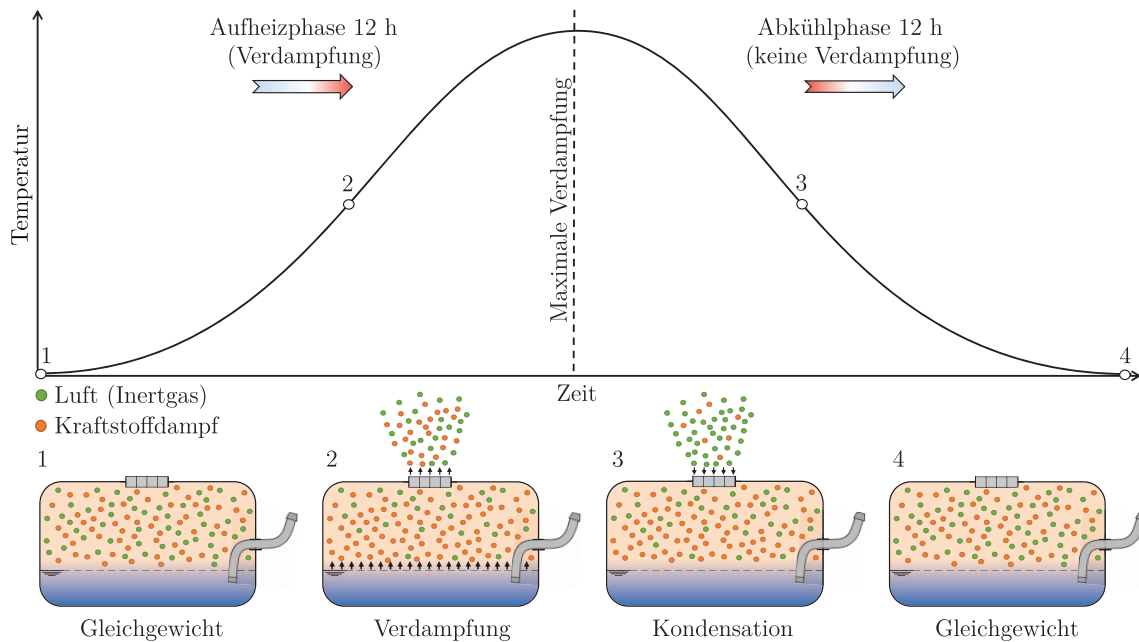 Aufheizphase 12 h
(Verdampfung)
Abkühlphase 12 h
(keine Verdampfung)
Temperatur
Maximale Verdampfung
1
2
3
4
Zeit
Luft (Inertgas)
Kraftstoffdampf
1
2
3
4
Gleichgewicht
Verdampfung
Kondensation
Gleichgewicht